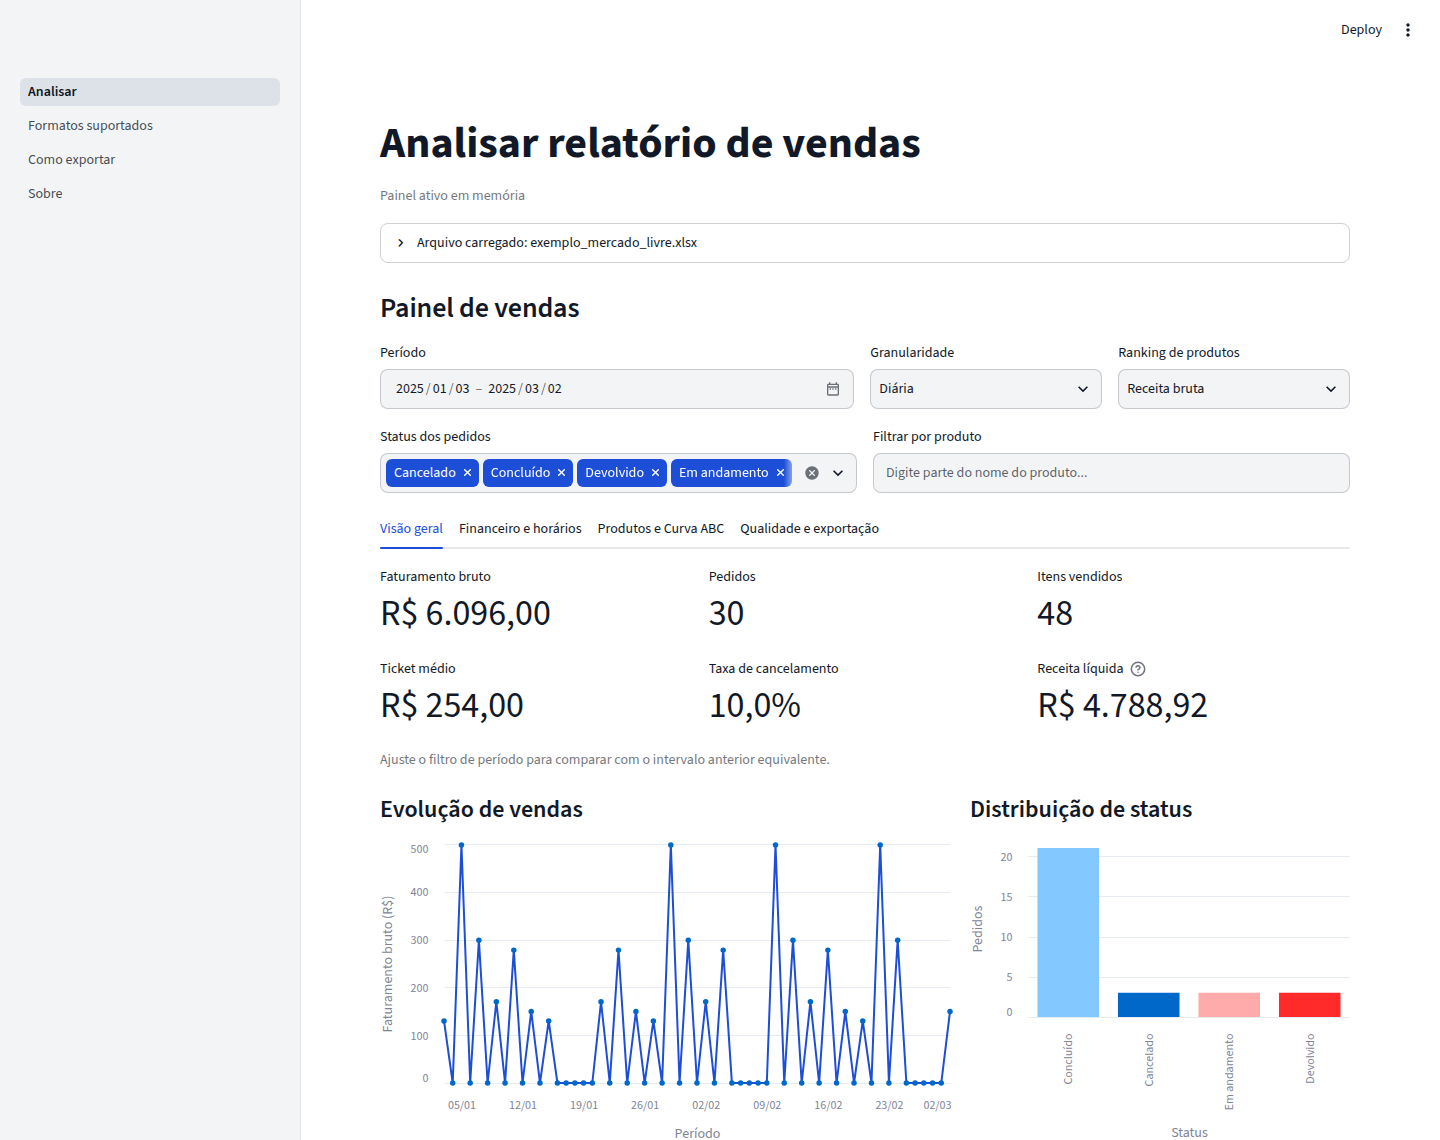 Deploy
Analisar
Formatos suportados
Como exportar
Sobre
Analisar relatório de vendas
Painel ativo em memória
Arquivo carregado: exemplo_mercado_livre.xlsx
Painel de vendas
Período
Granularidade
Ranking de produtos
2025/01/03 – 2025/03/02
Diária
Receita bruta
Status dos pedidos
Filtrar por produto
Cancelado
Concluído
Devolvido
Em andamento
Digite parte do nome do produto...
Visão geral
Financeiro e horários
Produtos e Curva ABC
Qualidade e exportação
Faturamento bruto
Pedidos
Itens vendidos
R$ 6.096,00
30
48
Ticket médio
Taxa de cancelamento
Receita líquida
R$ 254,00
10,0%
R$ 4.788,92
Ajuste o filtro de período para comparar com o intervalo anterior equivalente.
Evolução de vendas
Faturamento bruto (R$)
500
400
300
200
100
0
05/01
12/01
19/01
26/01
02/02
09/02
16/02
23/02
02/03
Período
Distribuição de status
Pedidos
20
15
10
5
0
Concluído
Cancelado
Em andamento
Devolvido
Status